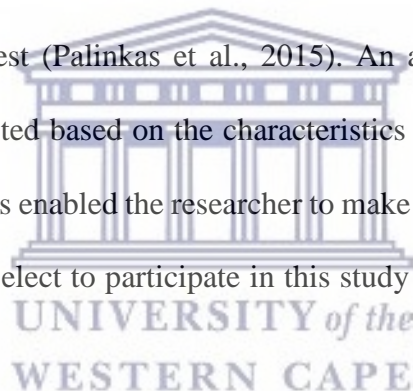 est (Palinkas et al., 2015). An a
ted based on the characteristics
s enabled the researcher to make
elect to participate in this study
UNIVERSITY of the
WESTERN CAPE